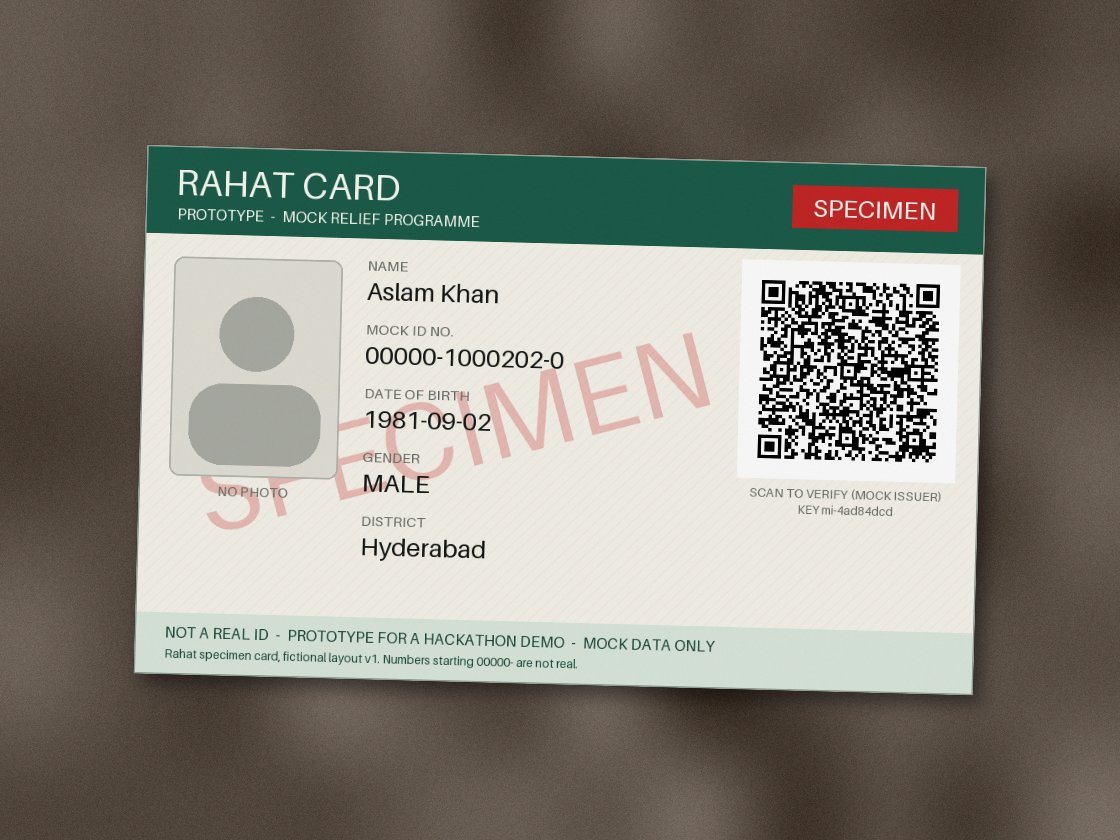 RAHAT CARD
PROTOTYPE - MOCK RELIEF PROGRAMME
SPECIMEN
NO PHOTO
NAME
Aslam Khan
MOCK ID NO.
00000-1000202-0
DATE OF BIRTH
1981-09-02
GENDER
MALE
DISTRICT
Hyderabad
SPECIMEN
SCAN TO VERIFY (MOCK ISSUER)
KEY mi-4ad84dcd
NOT A REAL ID - PROTOTYPE FOR A HACKATHON DEMO - MOCK DATA ONLY
Rahat specimen card, fictional layout v1. Numbers starting 00000- are not real.